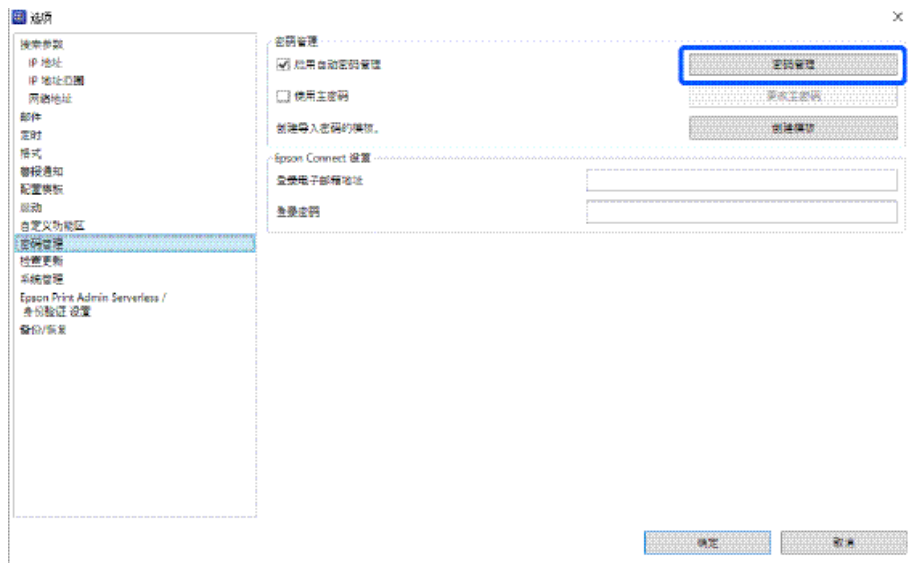 选项
搜索参数
IP 地址
IP 地址范围
网络地址
邮件
定时
格式
警报通知
配置模板
启动
自定义功能区
密码管理
检查更新
系统管理
Epson Print Admin Serverless /
身份验证 设置
备份/恢复
密码管理
启用自动密码管理
密码管理
使用主密码
更改主密码
创建导入密码的模板。
创建模板
Epson Connect 设置
登录电子邮箱地址
登录密码
确定
取消